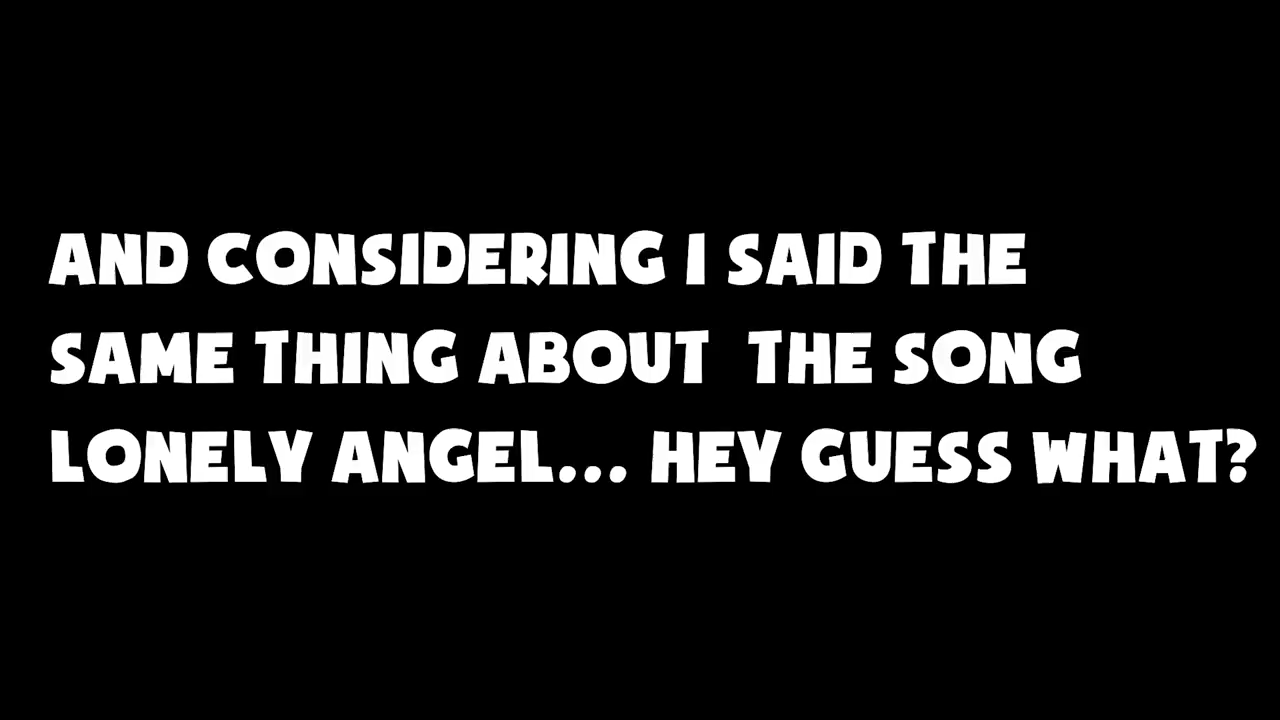 AND CONSIDERING I SAID THE
SAME THING ABOUT THE SONG
LONELY ANGEL... HEY GUESS WHAT?